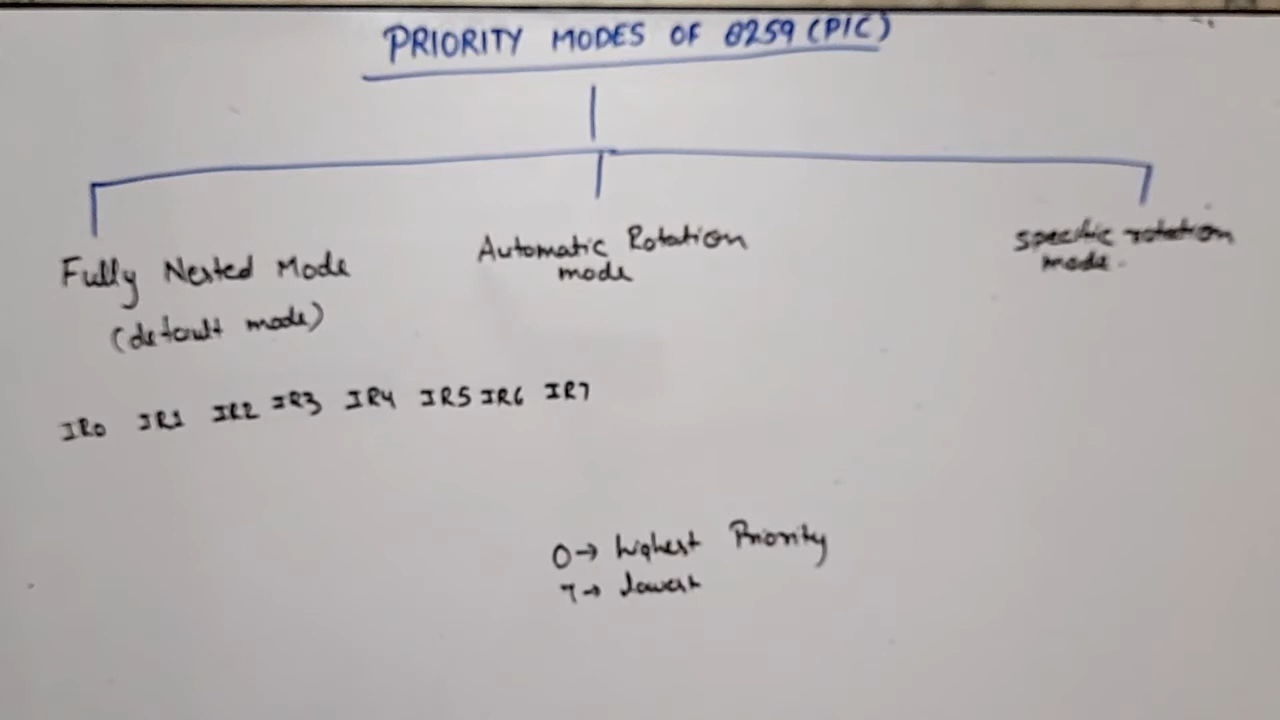 PRIORITY MODES OF 8259 (PIC)
Fully Nested Mode
(default mode)
Automatic Rotation
mode
specific rotation
mode.
IR0 IR1 IR2 IR3 IR4 IR5 IR6 IR7
0→ highest Priority
7→ lowest